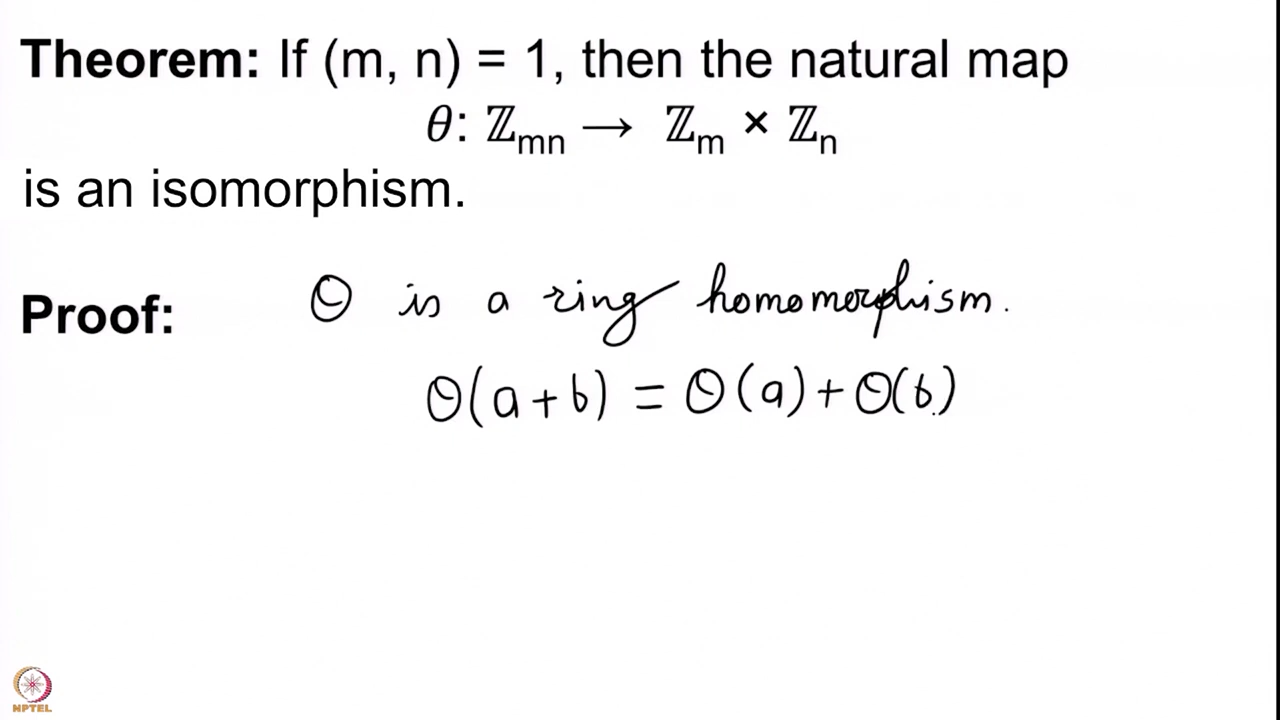 Theorem: If (m, n) = 1, then the natural map
θ: ℤmn → ℤm × ℤn
is an isomorphism.
Proof: θ is a ring homomorphism.
θ(a+b) = θ(a)+θ(b)
NPTEL